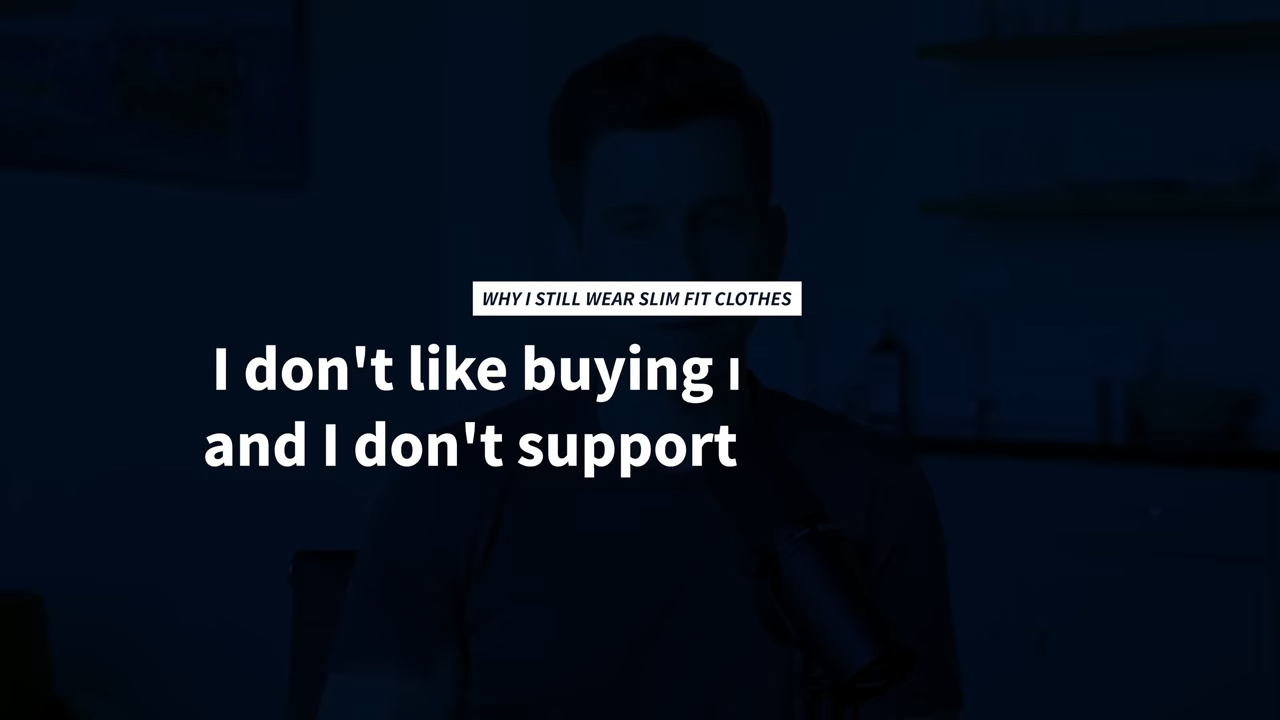 WHY I STILL WEAR SLIM FIT CLOTHES
I don't like buying
and I don't support